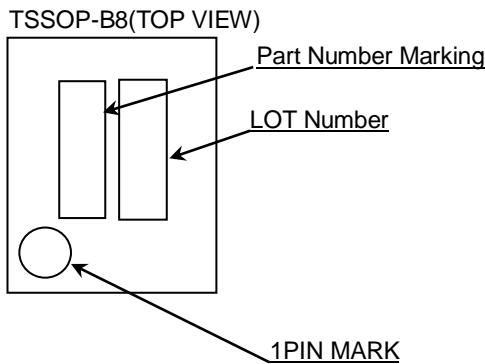 TSSOP-B8(TOP VIEW)
Part Number Marking
LOT Number
1PIN MARK